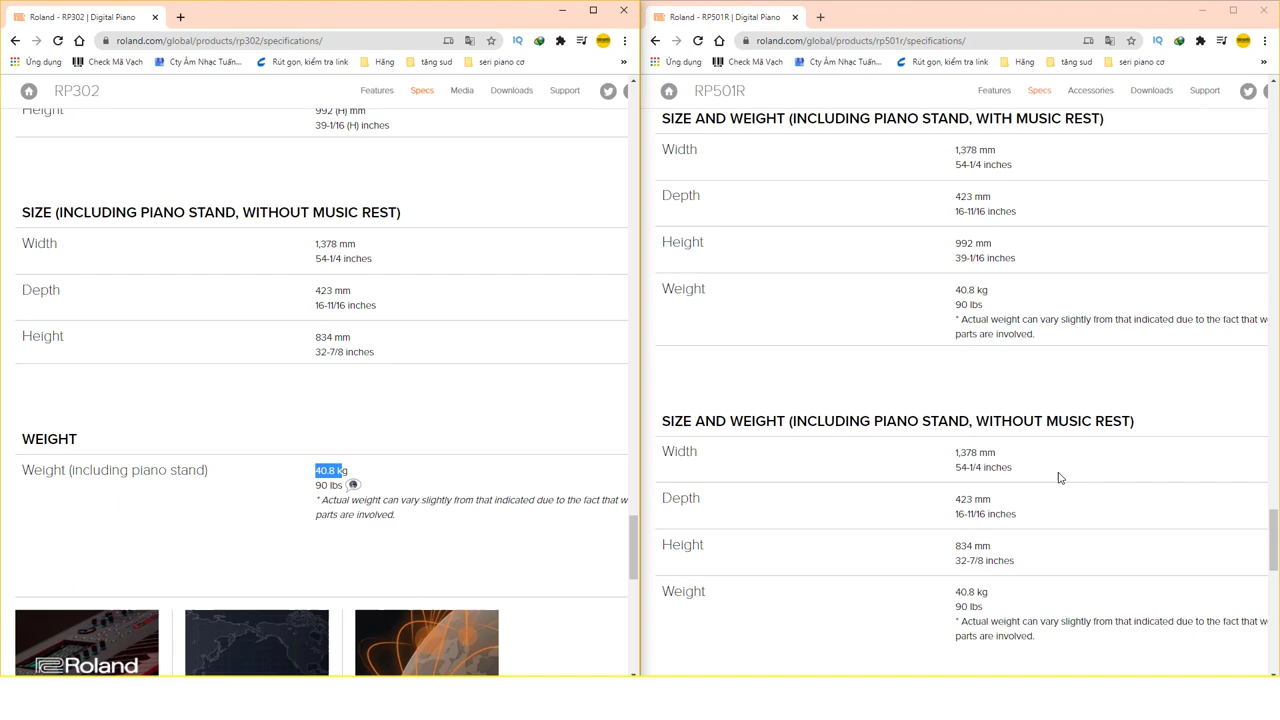 Roland - RP302 | Digital Piano
roland.com/global/products/rp302/specifications/
IQ
Ứng dụng
Check Mã Vạch
Cty Âm Nhạc Tuấn...
Rút gọn, kiểm tra link
Hãng
tăng sud
seri piano cơ
»
RP302
Features
Specs
Media
Downloads
Support
Height
992 (H) mm
39-1/16 (H) inches
SIZE (INCLUDING PIANO STAND, WITHOUT MUSIC REST)
Width
1,378 mm
54-1/4 inches
Depth
423 mm
16-11/16 inches
Height
834 mm
32-7/8 inches
WEIGHT
Weight (including piano stand)
40.8 kg
90 lbs
* Actual weight can vary slightly from that indicated due to the fact that w
parts are involved.
Roland
Roland - RP501R | Digital Piano
roland.com/global/products/rp501r/specifications/
IQ
Ứng dụng
Check Mã Vạch
Cty Âm Nhạc Tuấn...
Rút gọn, kiểm tra link
Hãng
tăng sud
seri piano cơ
»
RP501R
Features
Specs
Accessories
Downloads
Support
SIZE AND WEIGHT (INCLUDING PIANO STAND, WITH MUSIC REST)
Width
1,378 mm
54-1/4 inches
Depth
423 mm
16-11/16 inches
Height
992 mm
39-1/16 inches
Weight
40.8 kg
90 lbs
* Actual weight can vary slightly from that indicated due to the fact that we
parts are involved.
SIZE AND WEIGHT (INCLUDING PIANO STAND, WITHOUT MUSIC REST)
Width
1,378 mm
54-1/4 inches
Depth
423 mm
16-11/16 inches
Height
834 mm
32-7/8 inches
Weight
40.8 kg
90 lbs
* Actual weight can vary slightly from that indicated due to the fact that we
parts are involved.